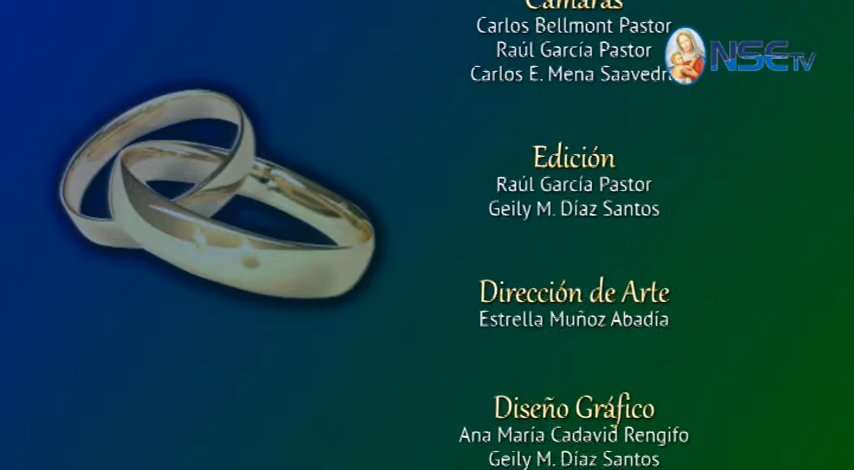 Cámaras
Carlos Bellmont Pastor
Raúl García Pastor
Carlos E. Mena Saavedra
NSE TV
Edición
Raúl García Pastor
Geily M. Díaz Santos
Dirección de Arte
Estrella Muñoz Abadía
Diseño Gráfico
Ana María Cadavid Rengifo
Geily M. Díaz Santos